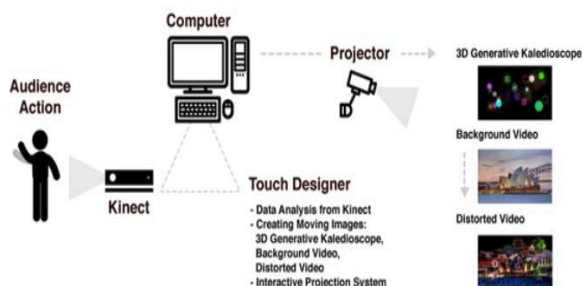 Computer
Projector
3D Generative Kaledioscope
Audience
Action
Background Video
Kinect
Touch Designer
- Data Analysis from Kinect
- Creating Moving Images:
3D Generative Kaledioscope,
Background Video,
Distorted Video
- Interactive Projection System
Distorted Video